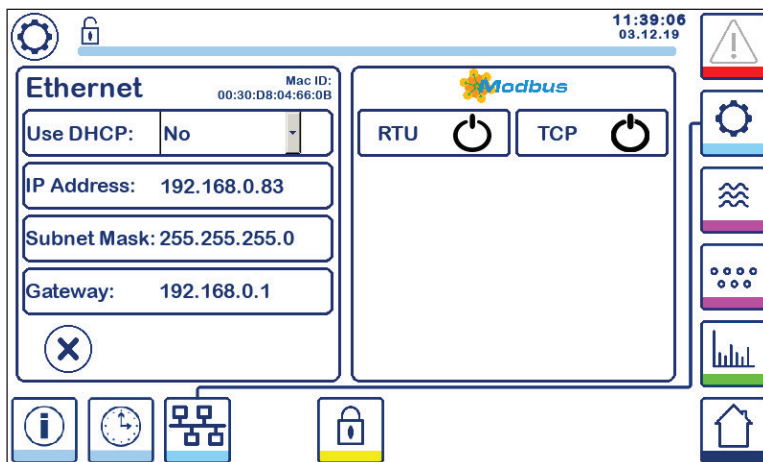 11:39:06
03.12.19
Ethernet
Mac ID:
00:30:D8:04:66:0B
Use DHCP: No
IP Address: 192.168.0.83
Subnet Mask: 255.255.255.0
Gateway: 192.168.0.1
Modbus
RTU TCP